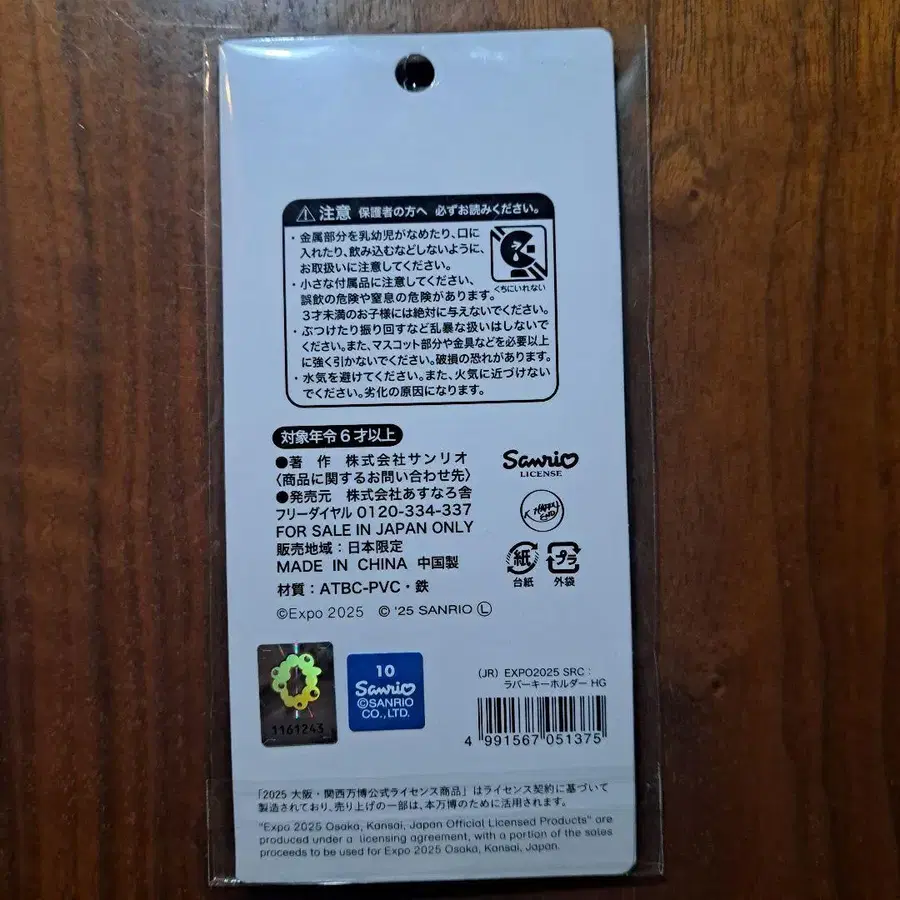 注意 保護者の方へ 必ずお読みください。
・金属部分を乳幼児がなめたり、口に
入れたり、飲み込むなどしないように、
お取扱いに注意してください。
くちにいれない
・小さな付属品に注意してください、
誤飲の危険や窒息の危険があります。
3才未満のお子様には絶対に与えないでください。
・ぶつけたり振り回すなど乱暴な扱いはしないで
ください。また、マスコット部分や金具などを必要以上
に強く引かないでください。破損の恐れがあります。
・水気を避けてください。また、火気に近づけない
でください。劣化の原因になります。
対象年令6才以上
●著 作 株式会社サンリオ
〈商品に関するお問い合わせ先〉
●発売元 株式会社あすなろ舎
フリーダイヤル 0120-334-337
FOR SALE IN JAPAN ONLY
販売地域：日本限定
MADE IN CHINA 中国製
材質：ATBC-PVC・鉄
©Expo 2025 © '25 SANRIO Ⓛ
Sanrio
LICENSE
HAPPY
END
紙 プラ
台紙 外袋
1161243
10
Sanrio
©SANRIO
CO.,LTD.
(JR) EXPO2025 SRC：
ラバーキーホルダー HG
4 991567 051375
「2025 大阪・関西万博公式ライセンス商品」はライセンス契約に基づいて
製造されており、売り上げの一部は、本万博のために活用されます。
"Expo 2025 Osaka, Kansai, Japan Official Licensed Products" are
produced under a licensing agreement, with a portion of the sales
proceeds to be used for Expo 2025 Osaka, Kansai, Japan.